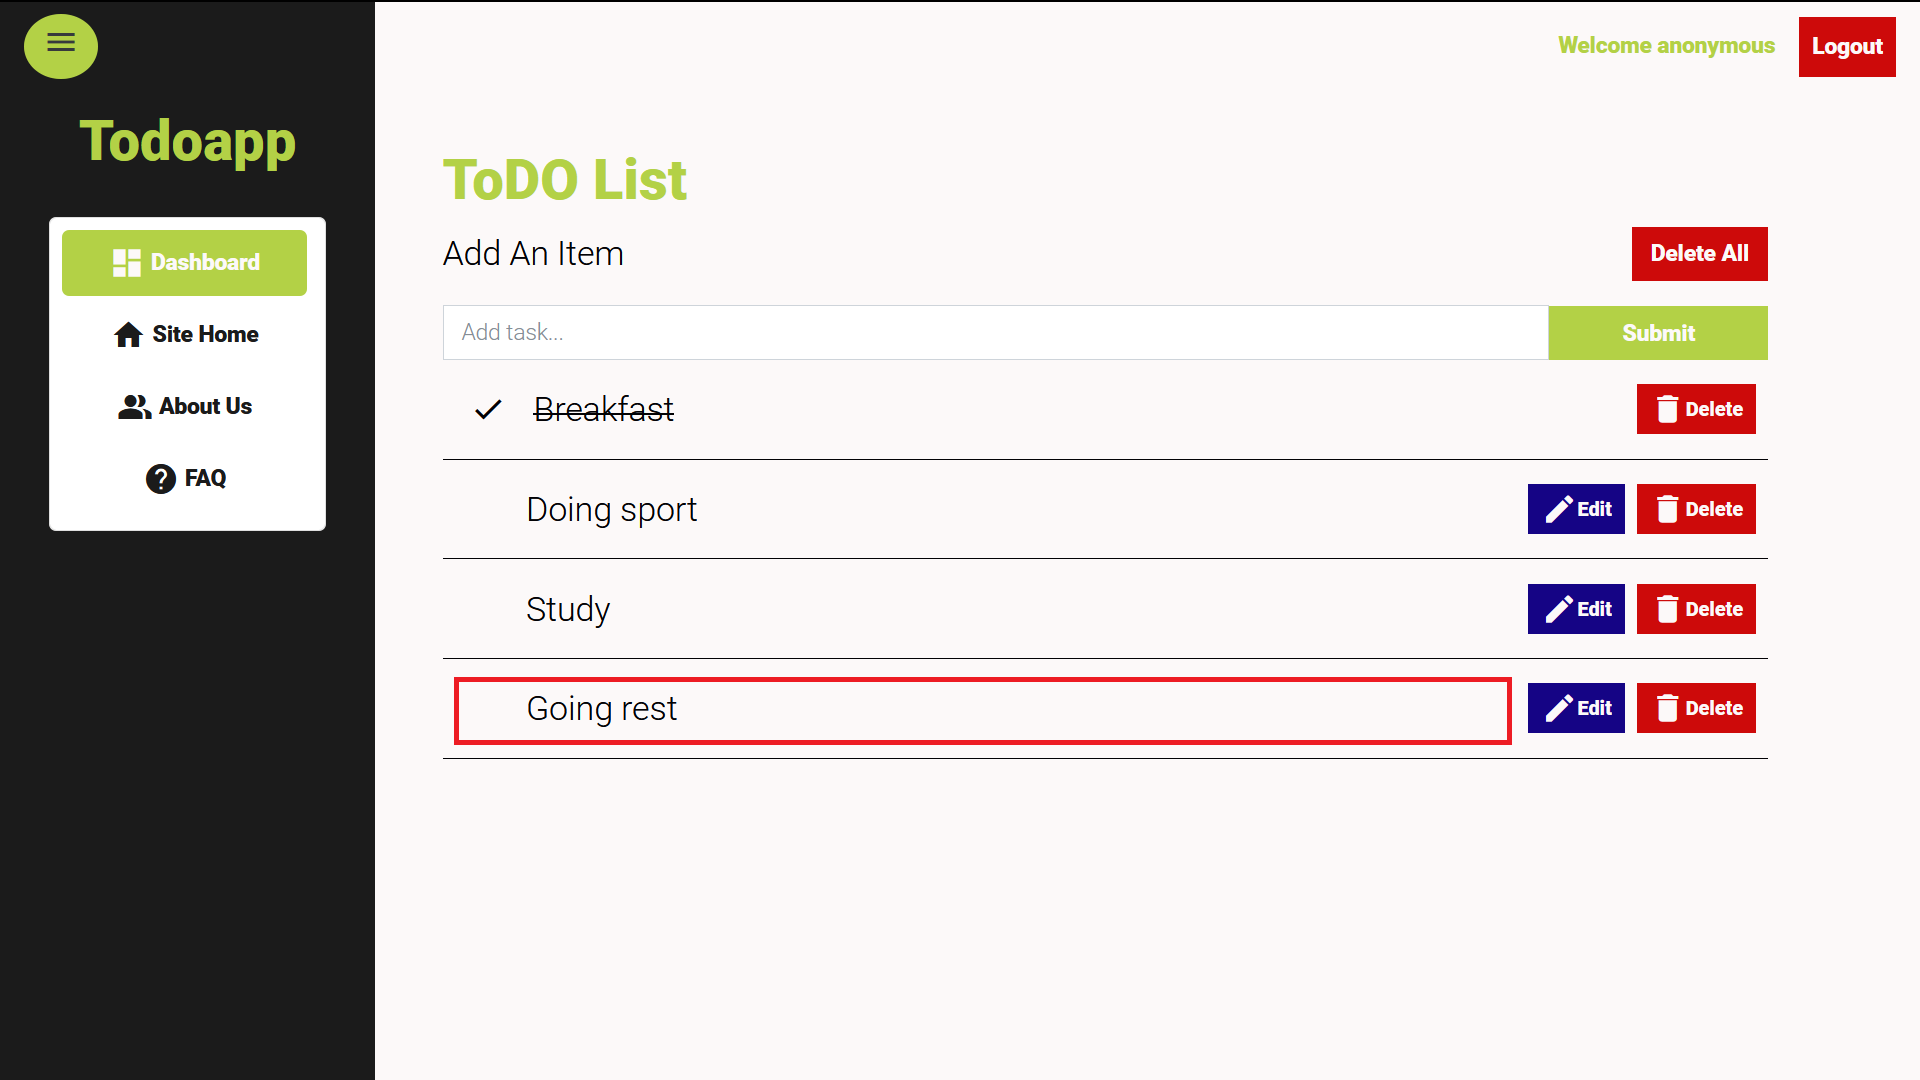 Welcome anonymous
Logout
Todoapp
Dashboard
Site Home
About Us
FAQ
ToDO List
Add An Item
Delete All
Add task...
Submit
Breakfast
Delete
Doing sport
Edit
Delete
Study
Edit
Delete
Going rest
Edit
Delete